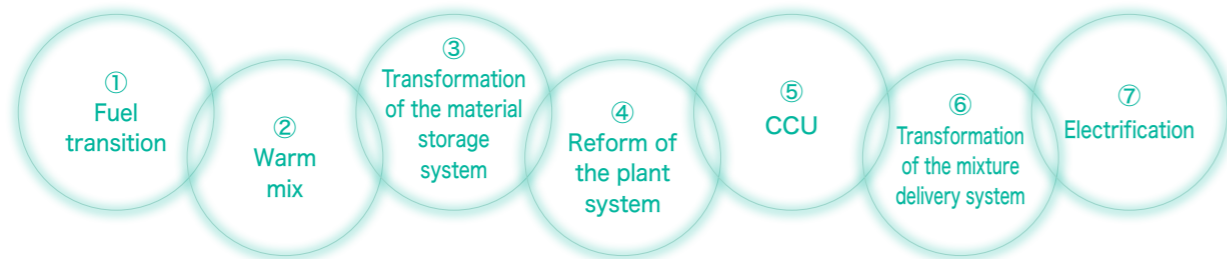 ①
Fuel
transition
②
Warm
mix
③
Transformation
of the material
storage
system
④
Reform of
the plant
system
⑤
CCU
⑥
Transformation
of the mixture
delivery system
⑦
Electrification